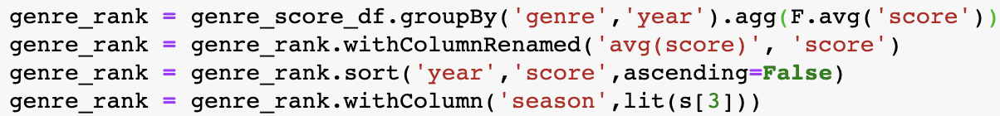 genre_rank = genre_score_df.groupBy('genre','year').agg(F.avg('score'))
genre_rank = genre_rank.withColumnRenamed('avg(score)', 'score')
genre_rank = genre_rank.sort('year','score',ascending=False)
genre_rank = genre_rank.withColumn('season',lit(s[3]))